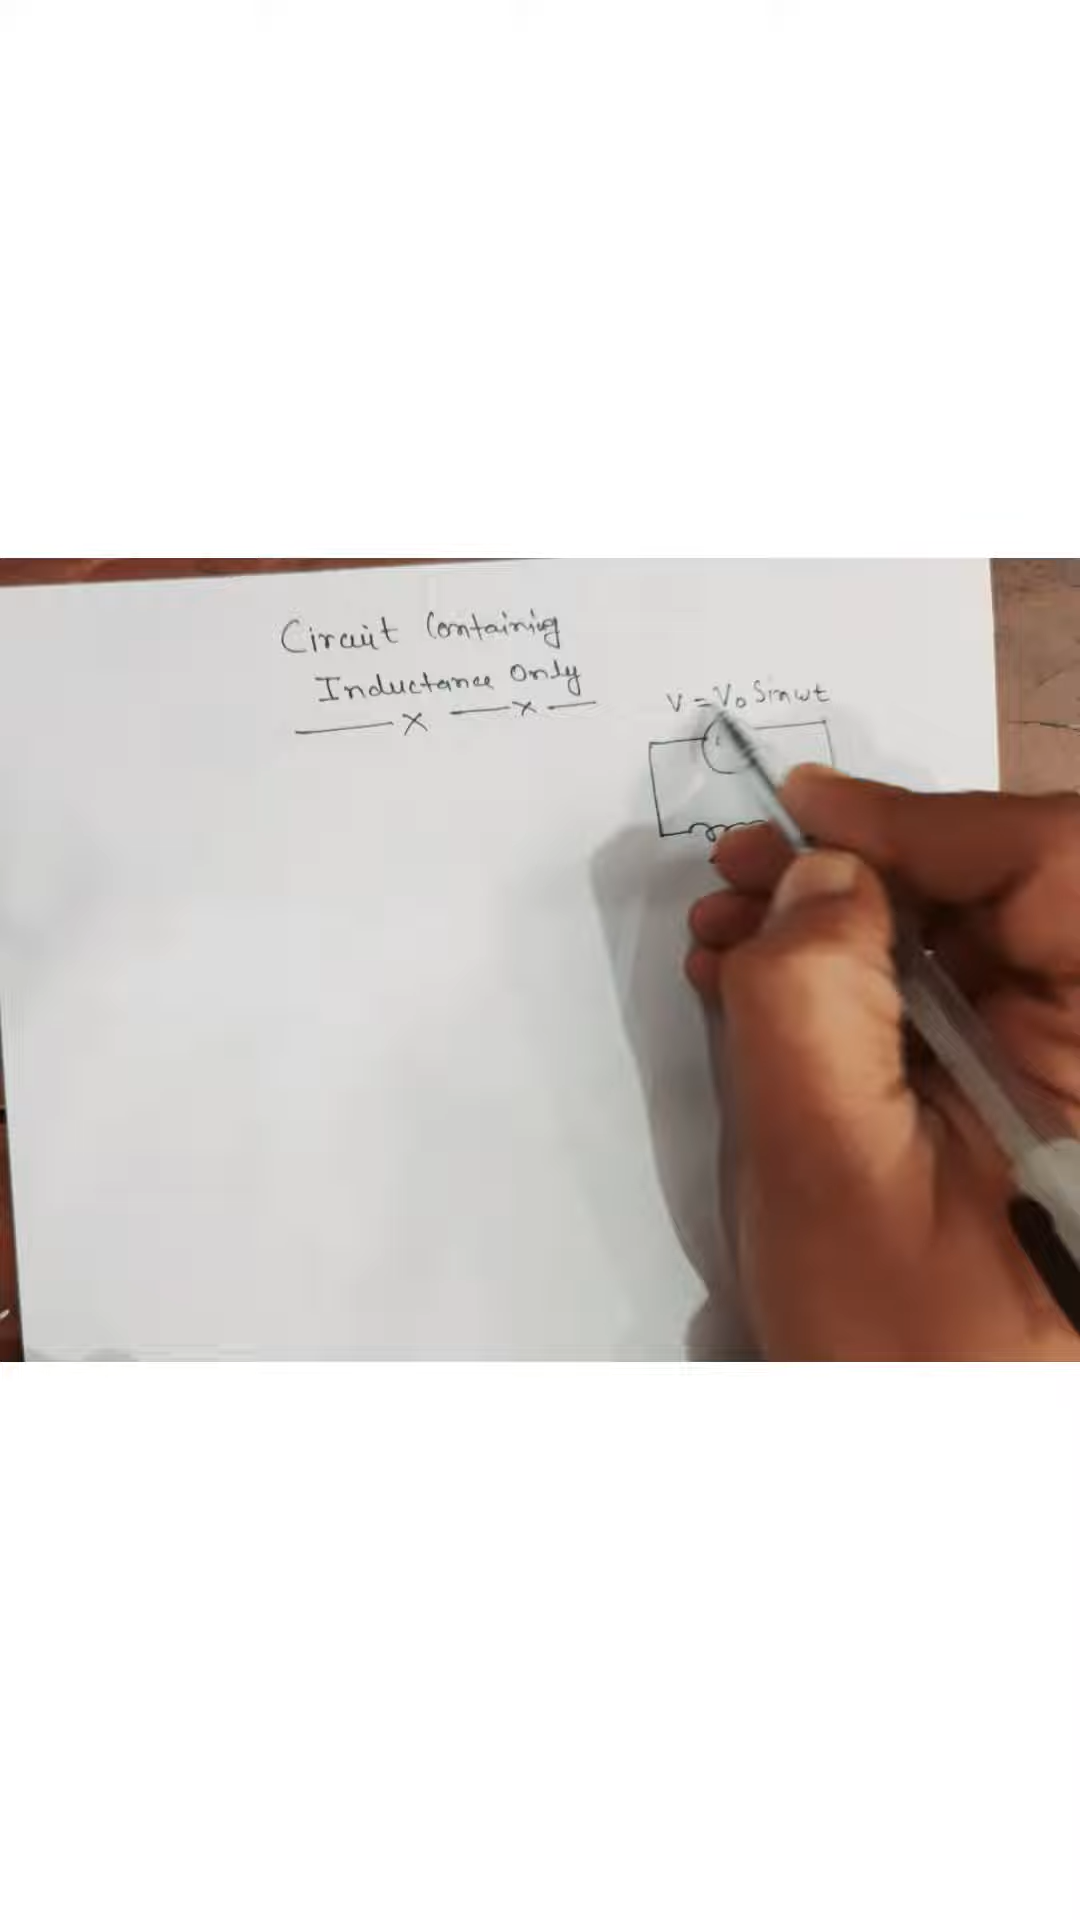 Circuit Containing
Inductance Only
V = V₀ Sinωt